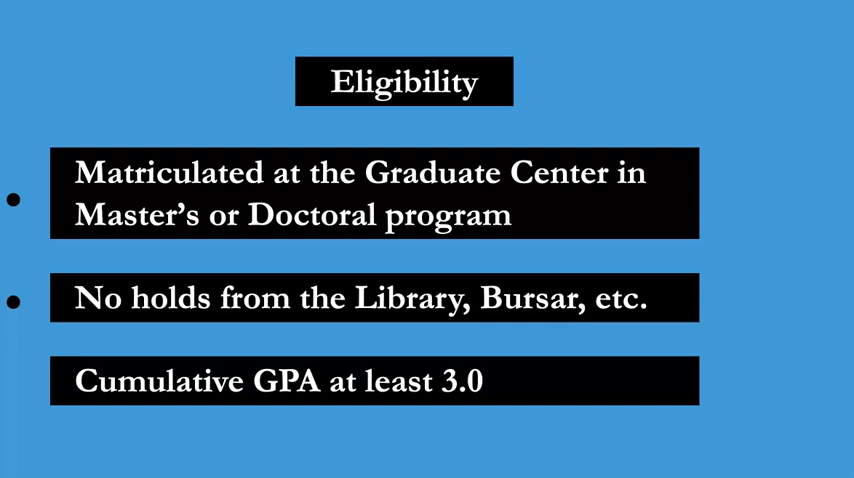 Eligibility
Matriculated at the Graduate Center in
Master’s or Doctoral program
No holds from the Library, Bursar, etc.
Cumulative GPA at least 3.0